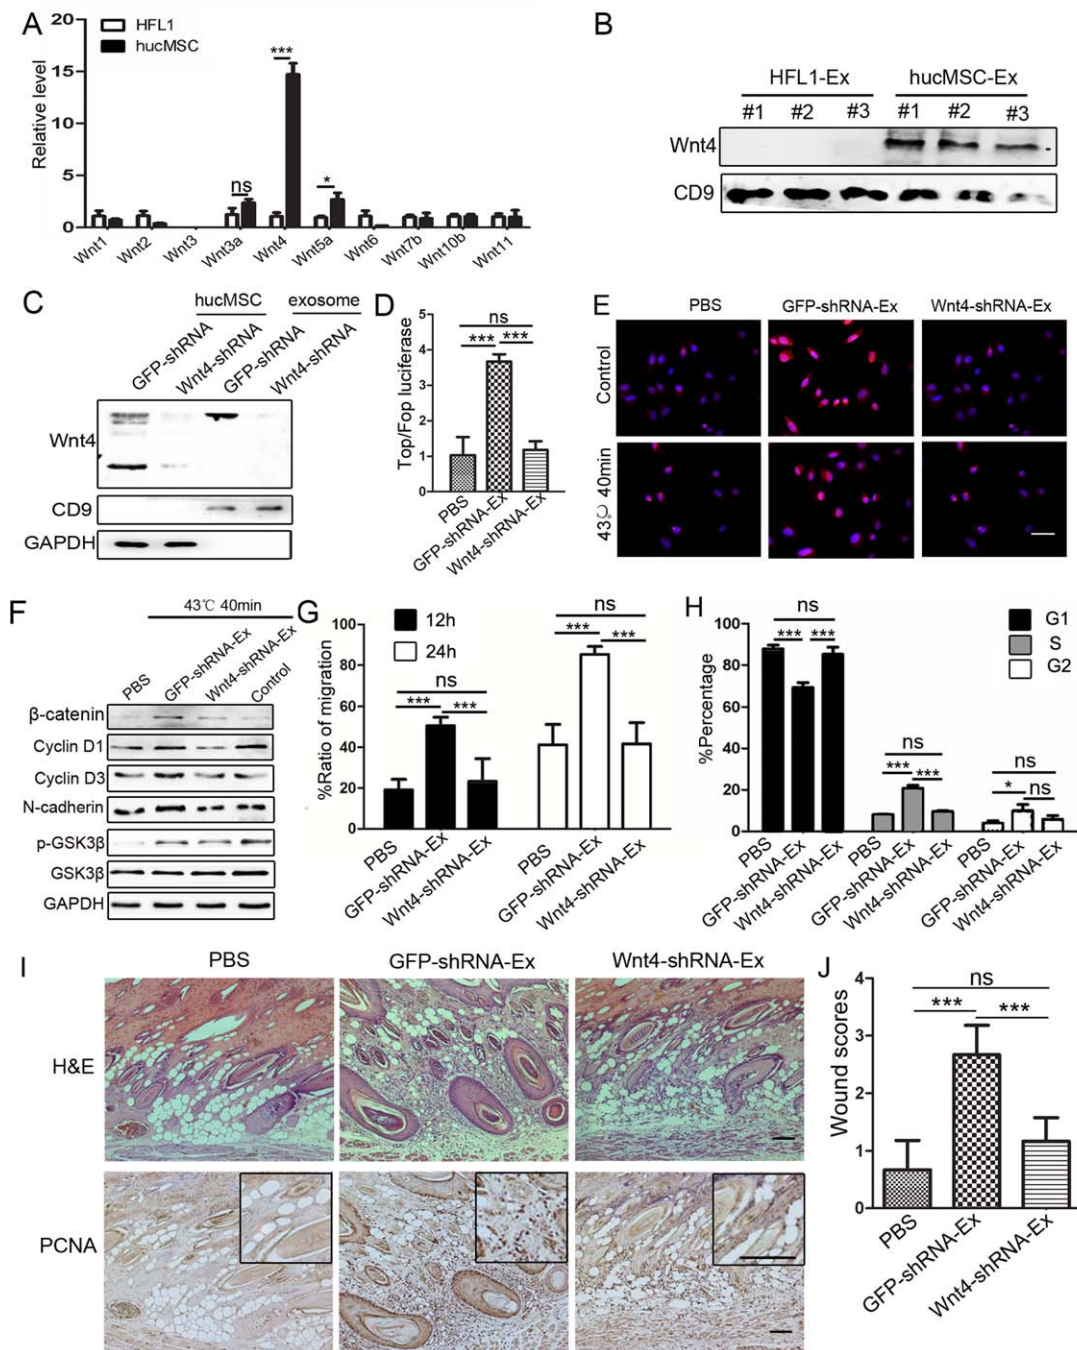 A
20
15
10
5
0
Relative level
HFL1
hucMSC
ns
***
*
Wnt1
Wnt2
Wnt3
Wnt3a
Wnt4
Wnt5a
Wnt6
Wnt7b
Wnt10b
Wnt11
B
HFL1-Ex
hucMSC-Ex
#1 #2 #3 #1 #2 #3
Wnt4
CD9
C
hucMSC
exosome
GFP-shRNA
Wnt4-shRNA
GFP-shRNA
Wnt4-shRNA
Wnt4
CD9
GAPDH
D
Top/Fop luciferase
5
4
3
2
1
0
ns
*** ***
PBS
GFP-shRNA-Ex
Wnt4-shRNA-Ex
E
PBS
GFP-shRNA-Ex
Wnt4-shRNA-Ex
Control
43℃ 40min
F
43℃ 40min
PBS
GFP-shRNA-Ex
Wnt4-shRNA-Ex
Control
β-catenin
Cyclin D1
Cyclin D3
N-cadherin
p-GSK3β
GSK3β
GAPDH
G
%Ratio of migration
100
80
60
40
20
0
12h
24h
ns
*** ***
ns
*** ***
PBS
GFP-shRNA-Ex
Wnt4-shRNA-Ex
PBS
GFP-shRNA-Ex
Wnt4-shRNA-Ex
H
%Percentage
100
80
60
40
20
0
G1
S
G2
ns
*** ***
ns
*** ***
ns
* ns
PBS
GFP-shRNA-Ex
Wnt4-shRNA-Ex
PBS
GFP-shRNA-Ex
Wnt4-shRNA-Ex
PBS
GFP-shRNA-Ex
Wnt4-shRNA-Ex
I
PBS
GFP-shRNA-Ex
Wnt4-shRNA-Ex
H&E
PCNA
J
Wound scores
4
3
2
1
0
ns
*** ***
PBS
GFP-shRNA-Ex
Wnt4-shRNA-Ex